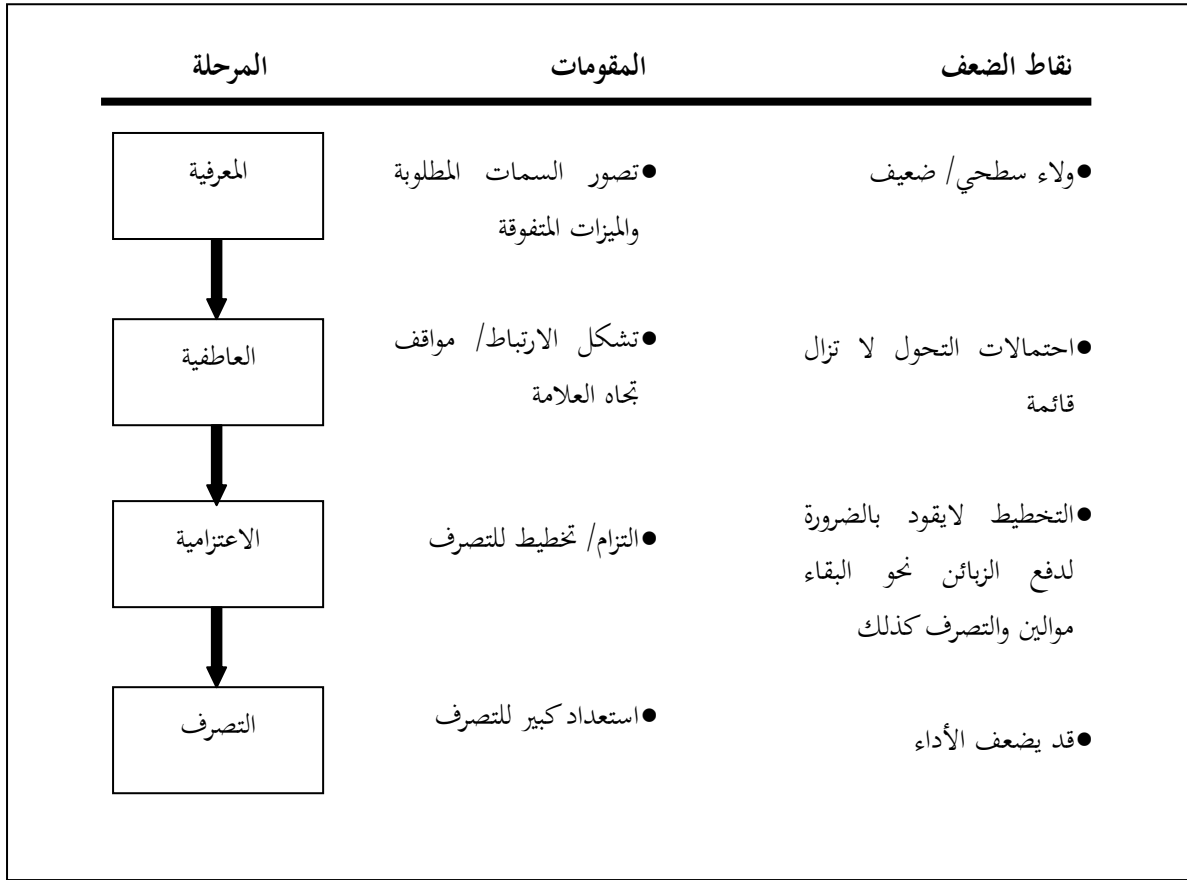 المرحلة المقومات نقاط الضعف
المعرفية
●تصور السمات المطلوبة
والميزات المتفوقة
●ولاء سطحي/ ضعيف
العاطفية
●تشكل الارتباط/ مواقف
تجاه العلامة
●احتمالات التحول لا تزال
قائمة
الاعتزامية
●التزام/ تخطيط للتصرف
●التخطيط لايقود بالضرورة
لدفع الزبائن نحو البقاء
موالين والتصرف كذلك
التصرف
●استعداد كبير للتصرف
●قد يضعف الأداء